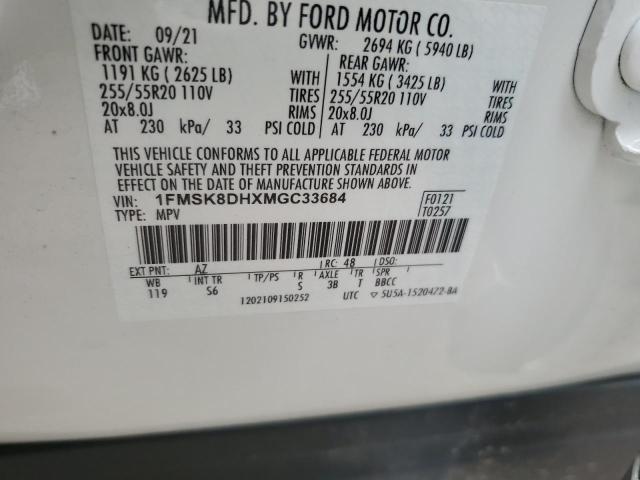 MFD. BY FORD MOTOR CO.
DATE: 09/21 GVWR: 2694 KG (5940 LB)
FRONT GAWR: REAR GAWR:
1191 KG (2625 LB) WITH 1554 KG (3425 LB) WITH
255/55R20 110V TIRES 255/55R20 110V TIRES
20x8.0J RIMS 20x8.0J RIMS
AT 230 kPa/ 33 PSI COLD AT 230 kPa/ 33 PSI COLD
THIS VEHICLE CONFORMS TO ALL APPLICABLE FEDERAL MOTOR
VEHICLE SAFETY AND THEFT PREVENTION STANDARDS IN
EFFECT ON THE DATE OF MANUFACTURE SHOWN ABOVE.
VIN: 1FMSK8DHXMGC33684 F0121
TYPE: MPV T0257
EXT PNT: AZ RC: 48 DSO:
WB INT TR TP/PS R AXLE TR SPR
119 S6 S 3B T BBCC
1202109150252 UTC ▽ 5U5A-1520472-BA